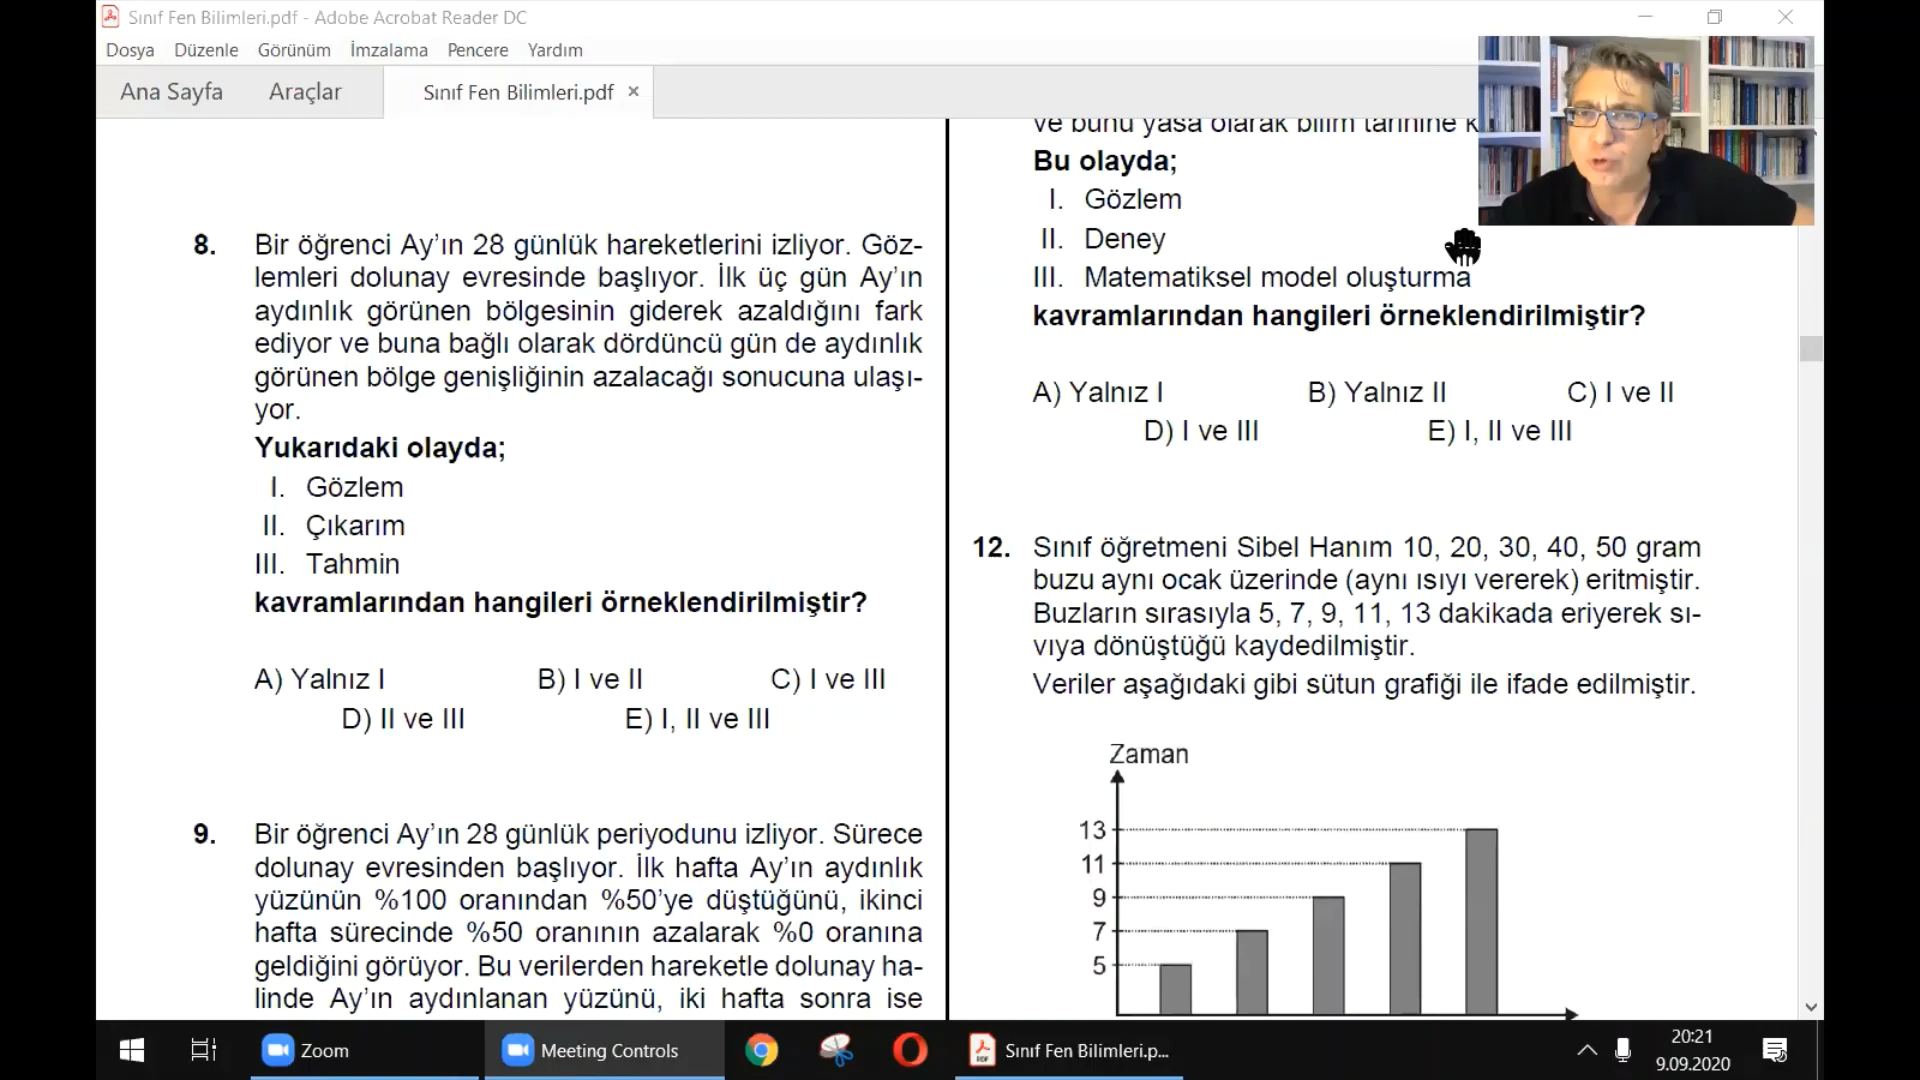 Sınıf Fen Bilimleri.pdf - Adobe Acrobat Reader DC
Dosya Düzenle Görünüm İmzalama Pencere Yardım
Ana Sayfa Araçlar Sınıf Fen Bilimleri.pdf ×
8. Bir öğrenci Ay’ın 28 günlük hareketlerini izliyor. Göz-
lemleri dolunay evresinde başlıyor. İlk üç gün Ay’ın
aydınlık görünen bölgesinin giderek azaldığını fark
ediyor ve buna bağlı olarak dördüncü gün de aydınlık
görünen bölge genişliğinin azalacağı sonucuna ulaşı-
yor.
Yukarıdaki olayda;
I. Gözlem
II. Çıkarım
III. Tahmin
kavramlarından hangileri örneklendirilmiştir?
A) Yalnız I B) I ve II C) I ve III
D) II ve III E) I, II ve III
9. Bir öğrenci Ay’ın 28 günlük periyodunu izliyor. Sürece
dolunay evresinden başlıyor. İlk hafta Ay’ın aydınlık
yüzünün %100 oranından %50’ye düştüğünü, ikinci
hafta sürecinde %50 oranının azalarak %0 oranına
geldiğini görüyor. Bu verilerden hareketle dolunay ha-
linde Ay’ın aydınlanan yüzünü, iki hafta sonra ise
ve bunu yasa olarak bilim tarihine
Bu olayda;
I. Gözlem
II. Deney
III. Matematiksel model oluşturma
kavramlarından hangileri örneklendirilmiştir?
A) Yalnız I B) Yalnız II C) I ve II
D) I ve III E) I, II ve III
12. Sınıf öğretmeni Sibel Hanım 10, 20, 30, 40, 50 gram
buzu aynı ocak üzerinde (aynı ısıyı vererek) eritmiştir.
Buzların sırasıyla 5, 7, 9, 11, 13 dakikada eriyerek sı-
vıya dönüştüğü kaydedilmiştir.
Veriler aşağıdaki gibi sütun grafiği ile ifade edilmiştir.
Zaman
13
11
9
7
5
Zoom Meeting Controls Sınıf Fen Bilimleri.p... 20:21
9.09.2020